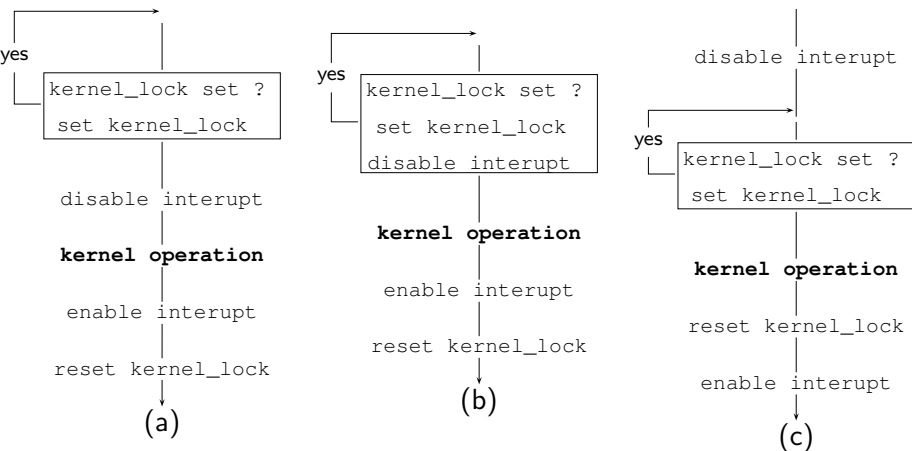 yes
kernel_lock set ?
set kernel_lock
disable interupt
kernel operation
enable interupt
reset kernel_lock
(a)
yes
kernel_lock set ?
set kernel_lock
disable interupt
kernel operation
enable interupt
reset kernel_lock
(b)
disable interupt
yes
kernel_lock set ?
set kernel_lock
kernel operation
reset kernel_lock
enable interupt
(c)